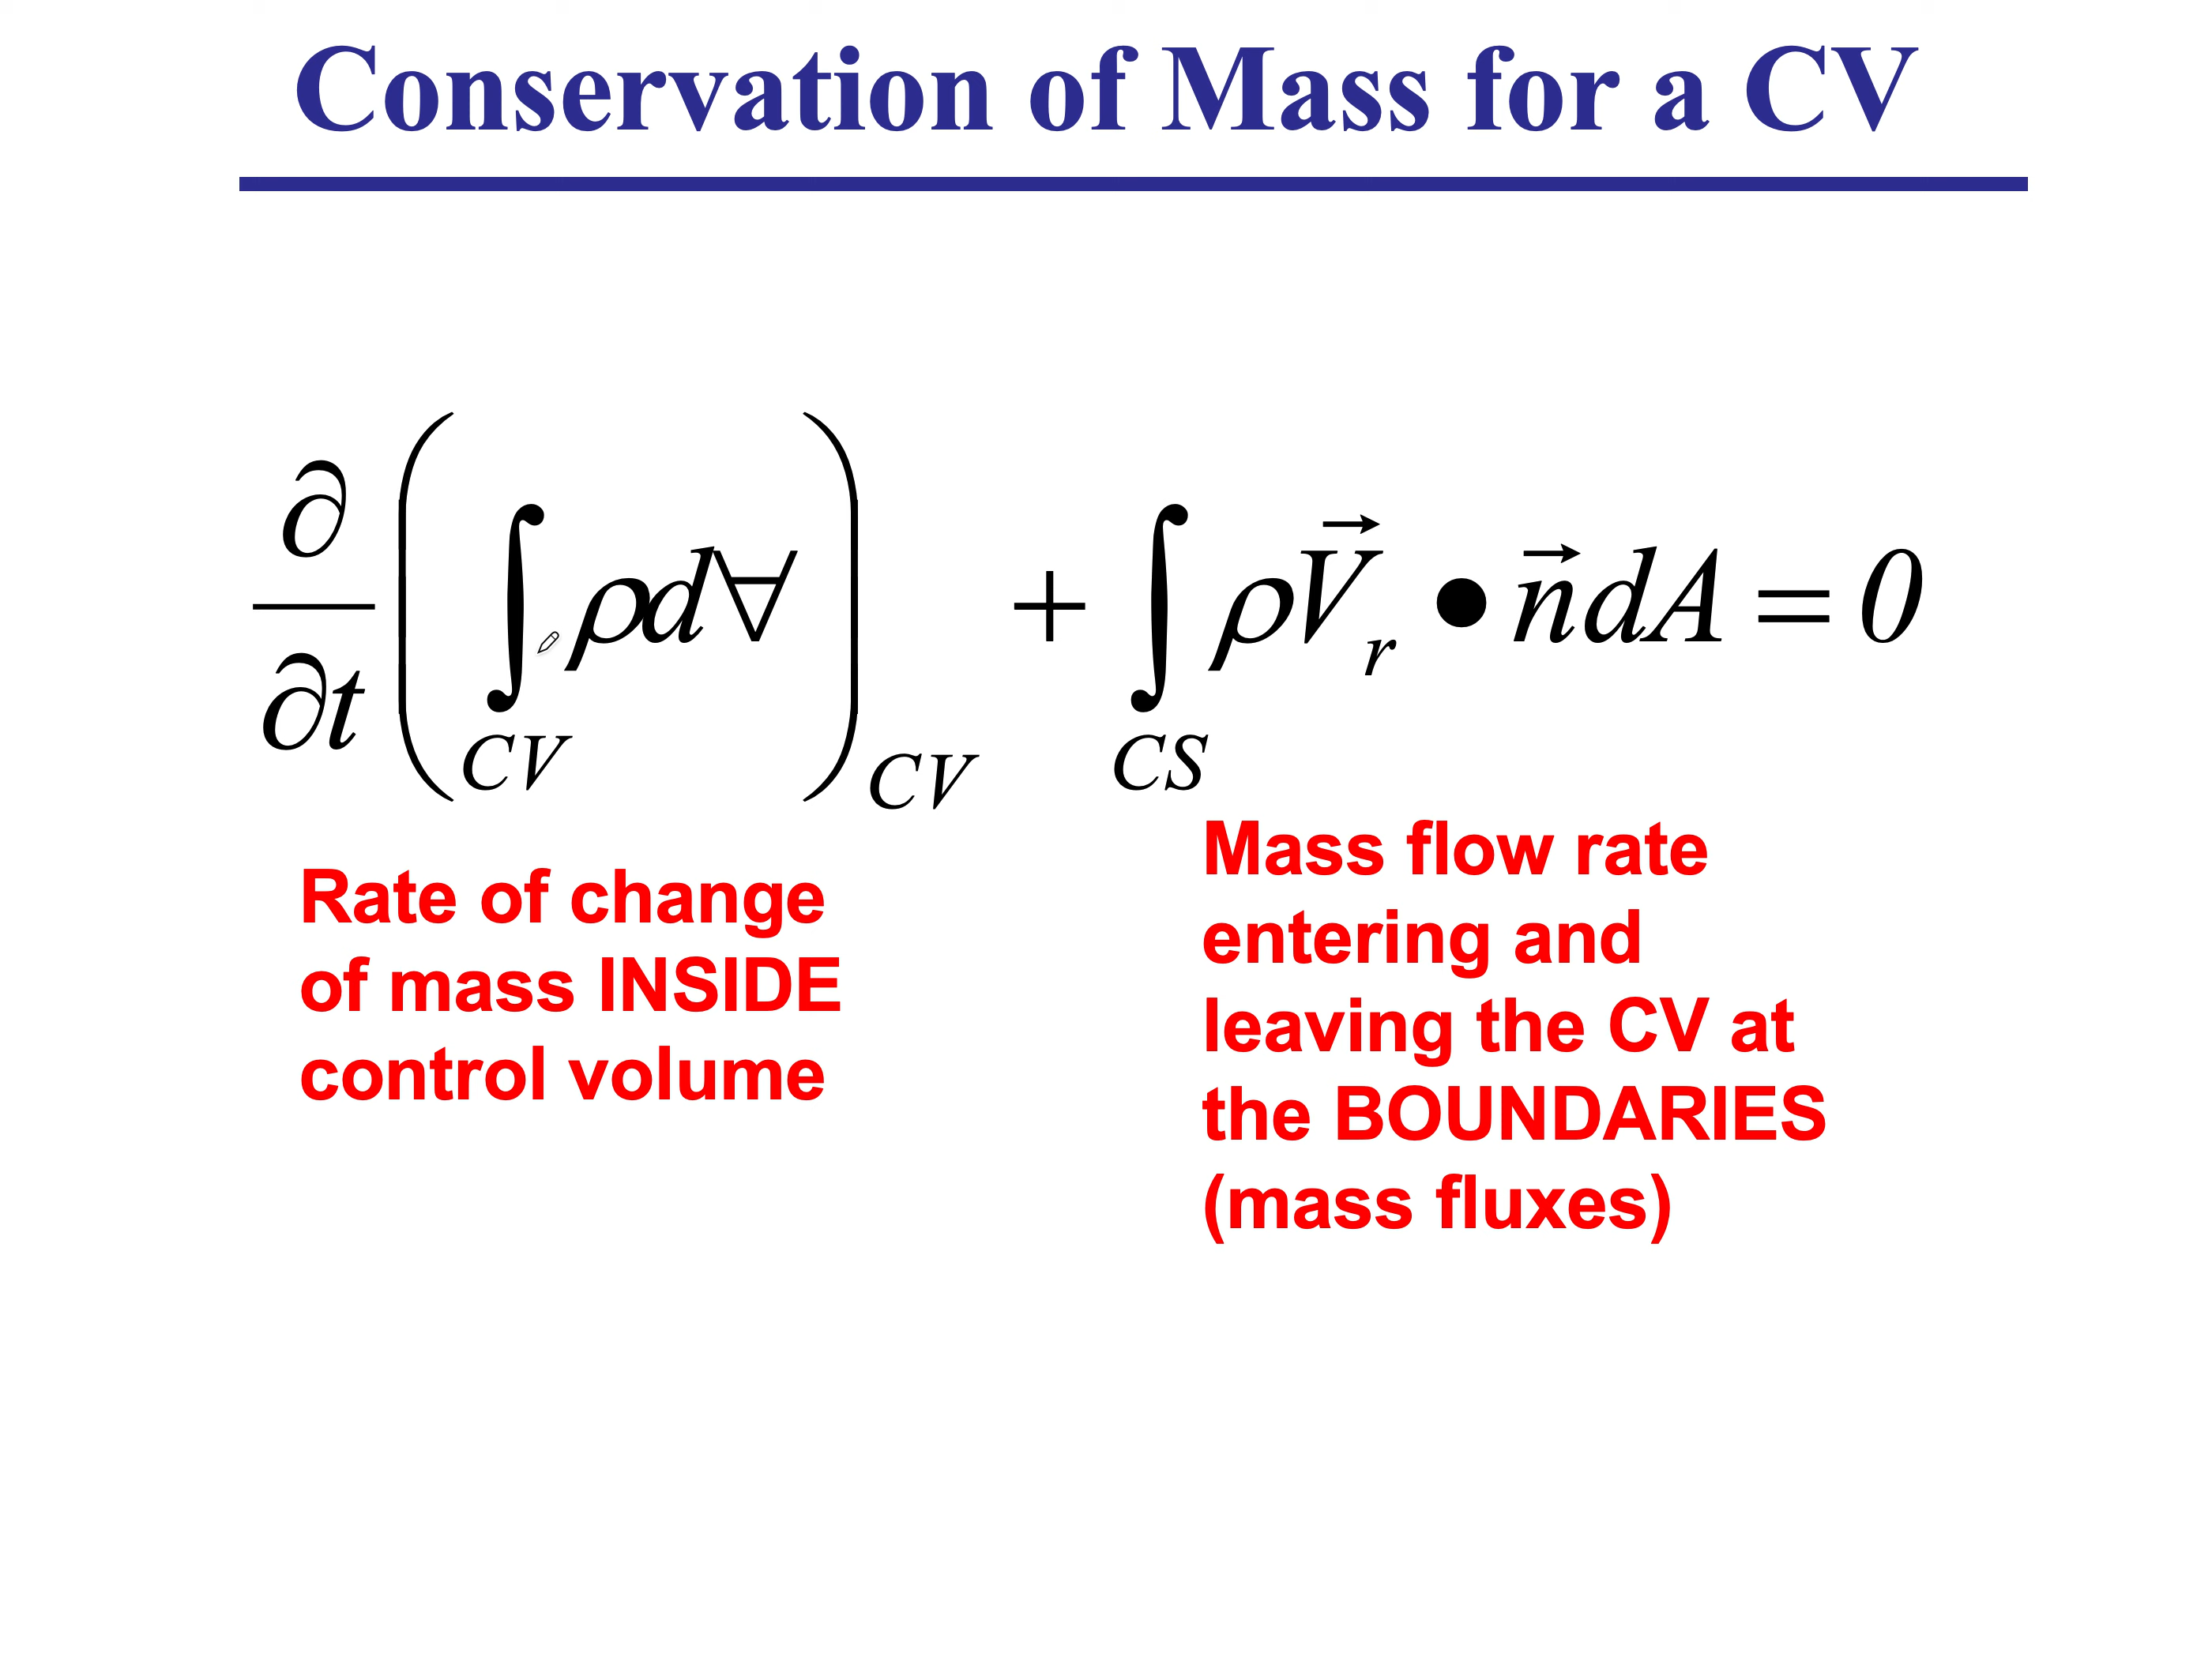 Conservation of Mass for a CV
∂/∂t ( ∫_CV ρd∀ )_CV + ∫_CS ρV⃗_r • n⃗dA = 0
Rate of change
of mass INSIDE
control volume
Mass flow rate
entering and
leaving the CV at
the BOUNDARIES
(mass fluxes)